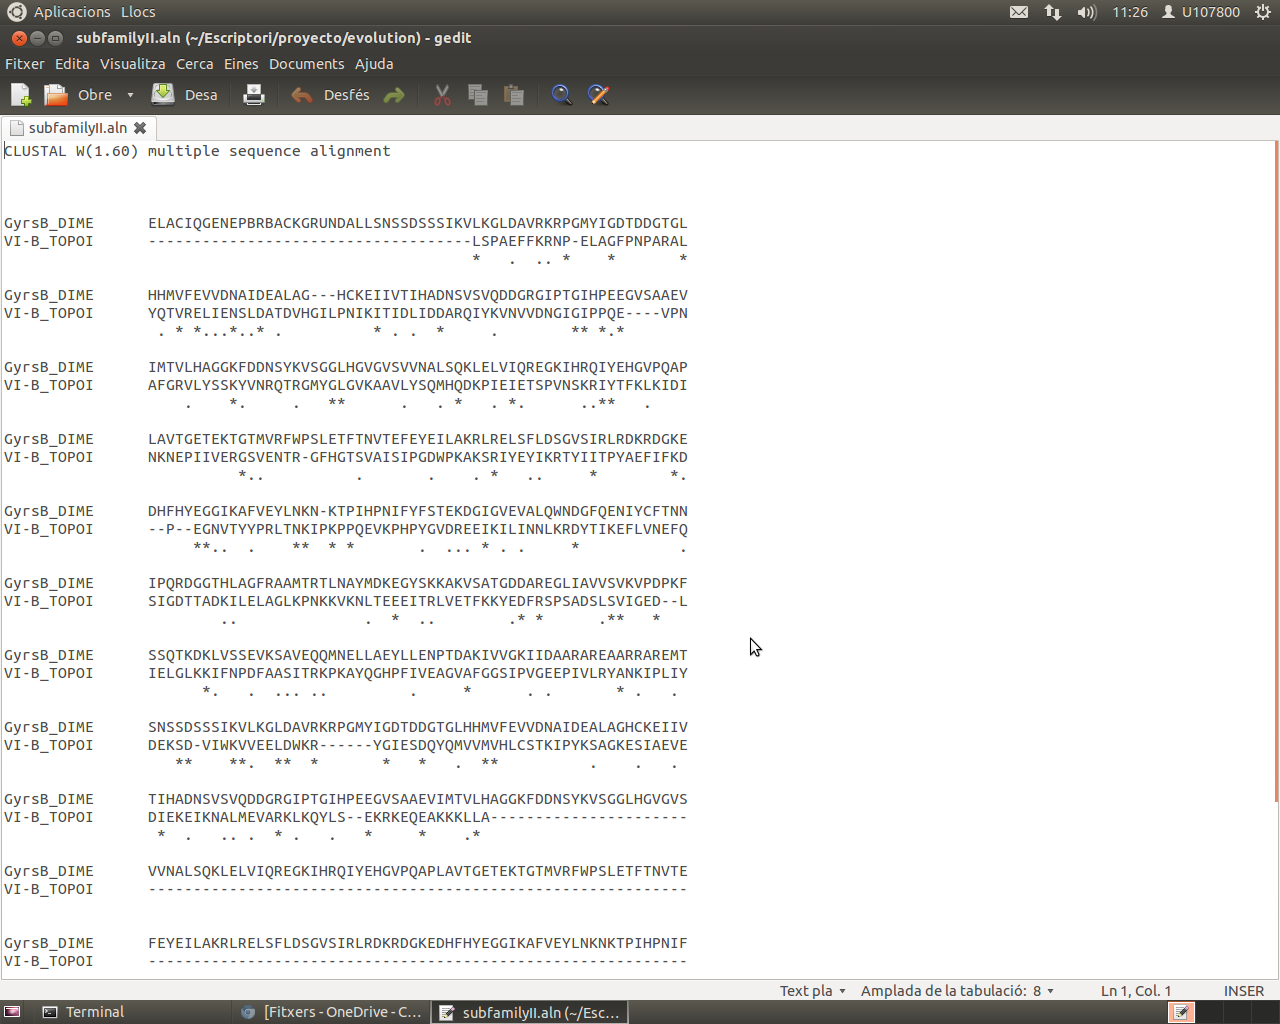 Aplicacions Llocs 11:26 U107800
subfamilyII.aln (~/Escriptori/proyecto/evolution) - gedit
Fitxer Edita Visualitza Cerca Eines Documents Ajuda
Obre Desa Desfés
subfamilyII.aln
CLUSTAL W(1.60) multiple sequence alignment
GyrsB_DIME      ELACIQGENEPBRBACKGRUNDALLSNSSDSSSIKVLKGLDAVRKRPGMYIGDTDDGTGL
VI-B_TOPOI      ------------------------------------LSPAEFFKRNP-ELAGFPNPARAL
                                    *   .  .. *    *       *
GyrsB_DIME      HHMVFEVVDNAIDEALAG---HCKEIIVTIHADNSVSVQDDGRGIPTGIHPEEGVSAAEV
VI-B_TOPOI      YQTVRELIENSLDATDVHGILPNIKITIDLIDDARQIYKVNVVDNGIGIPPQE----VPN
                 . * *...*..* .          * . .  *     .        ** *.*
GyrsB_DIME      IMTVLHAGGKFDDNSYKVSGGLHGVGVSVVNALSQKLELVIQREGKIHRQIYEHGVPQAP
VI-B_TOPOI      AFGRVLYSSKYVNRQTRGMYGLGVKAAVLYSQMHQDKPIEIETSPVNSKRIYTFKLKIDI
                    .    *.     .   **      .   . *   . *.      ..**   .
GyrsB_DIME      LAVTGETEKTGTMVRFWPSLETFTNVTEFEYEILAKRLRELSFLDSGVSIRLRDKRDGKE
VI-B_TOPOI      NKNEPIIVERGSVENTR-GFHGTSVAISIPGDWPKAKSRIYEYIKRTYIITPYAEFIFKD
                          *..          .       .    . *   ..     *        *.
GyrsB_DIME      DHFHYEGGIKAFVEYLNKN-KTPIHPNIFYFSTEKDGIGVEVALQWNDGFQENIYCFTNN
VI-B_TOPOI      --P--EGNVTYYPRLTNKIPKPPQEVKPHPYGVDREEIKILINNLKRDYTIKEFLVNEFQ
                     **..  .    **  * *       .  ... * . .     *           .
GyrsB_DIME      IPQRDGGTHLAGFRAAMTRTLNAYMDKEGYSKKAKVSATGDDAREGLIAVVSVKVPDPKF
VI-B_TOPOI      SIGDTTADKILELAGLKPNKKVKNLTEEEITRLVETFKKYEDFRSPSADSLSVIGED--L
                        ..              .  *  ..        .* *      .**   *
GyrsB_DIME      SSQTKDKLVSSEVKSAVEQQMNELLAEYLLENPTDAKIVVGKIIDAARAREAARRAREMT
VI-B_TOPOI      IELGLKKIFNPDFAASITRKPKAYQGHPFIVEAGVAFGGSIPVGEEPIVLRYANKIPLIY
                      *.   .  ... ..         .     *      . .       * .   .
GyrsB_DIME      SNSSDSSSIKVLKGLDAVRKRPGMYIGDTDDGTGLHHMVFEVVDNAIDEALAGHCKEIIV
VI-B_TOPOI      DEKSD-VIWKVVEELDWKR------YGIESDQYQMVVMVHLCSTKIPYKSAGKESIAEVE
                   **    **.  **  *       *   *   .  **          .    .   .
GyrsB_DIME      TIHADNSVSVQDDGRGIPTGIHPEEGVSAAEVIMTVLHAGGKFDDNSYKVSGGLHGVGVS
VI-B_TOPOI      DIEKEIKNALMEVARKLKQYLS--EKRKEQEAKKKLLA----------------------
                 *  .   .. .  * .   .   *     *    .*
GyrsB_DIME      VVNALSQKLELVIQREGKIHRQIYEHGVPQAPLAVTGETEKTGTMVRFWPSLETFTNVTE
VI-B_TOPOI      ------------------------------------------------------------
GyrsB_DIME      FEYEILAKRLRELSFLDSGVSIRLRDKRDGKEDHFHYEGGIKAFVEYLNKNKTPIHPNIF
VI-B_TOPOI      ------------------------------------------------------------
Text pla Amplada de la tabulació: 8 Ln 1, Col. 1 INSER
Terminal [Fitxers - OneDrive - C... subfamilyII.aln (~/Esc...